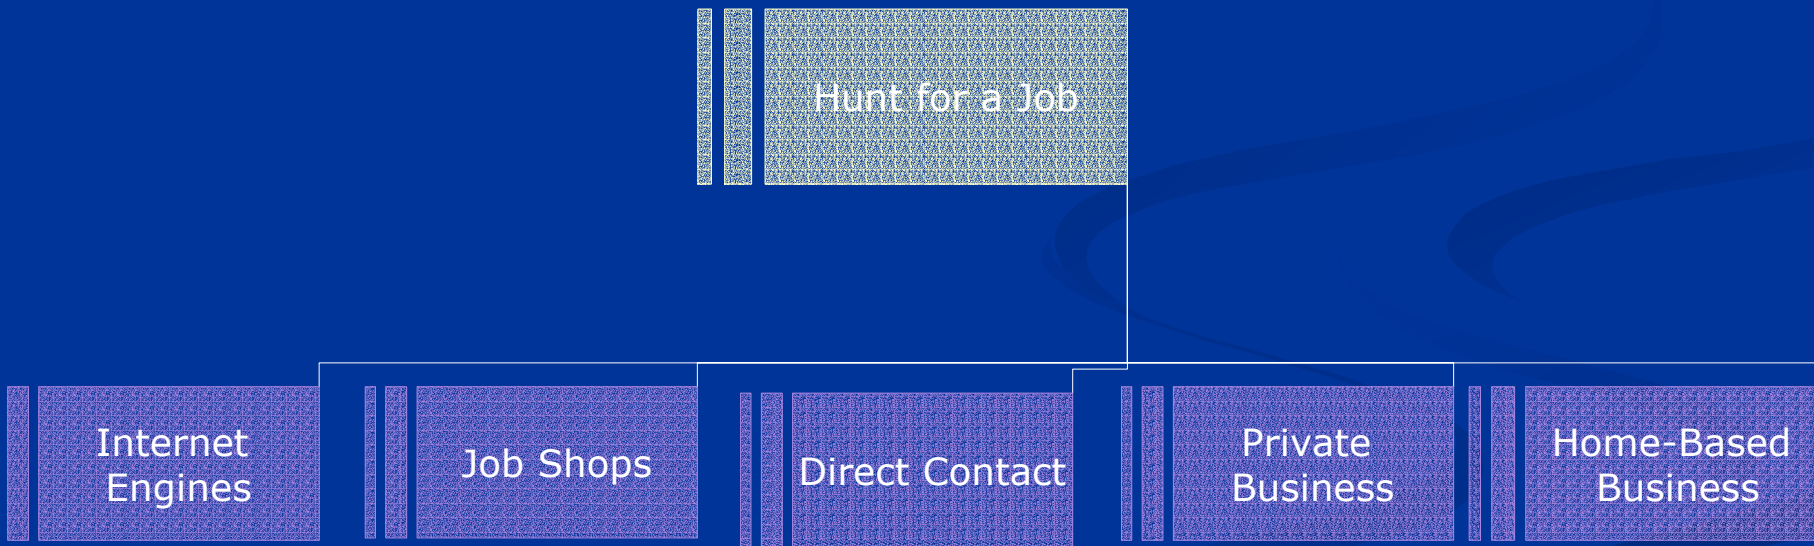 Hunt for a Job
Internet
Engines
Job Shops
Direct Contact
Private
Business
Home-Based
Business